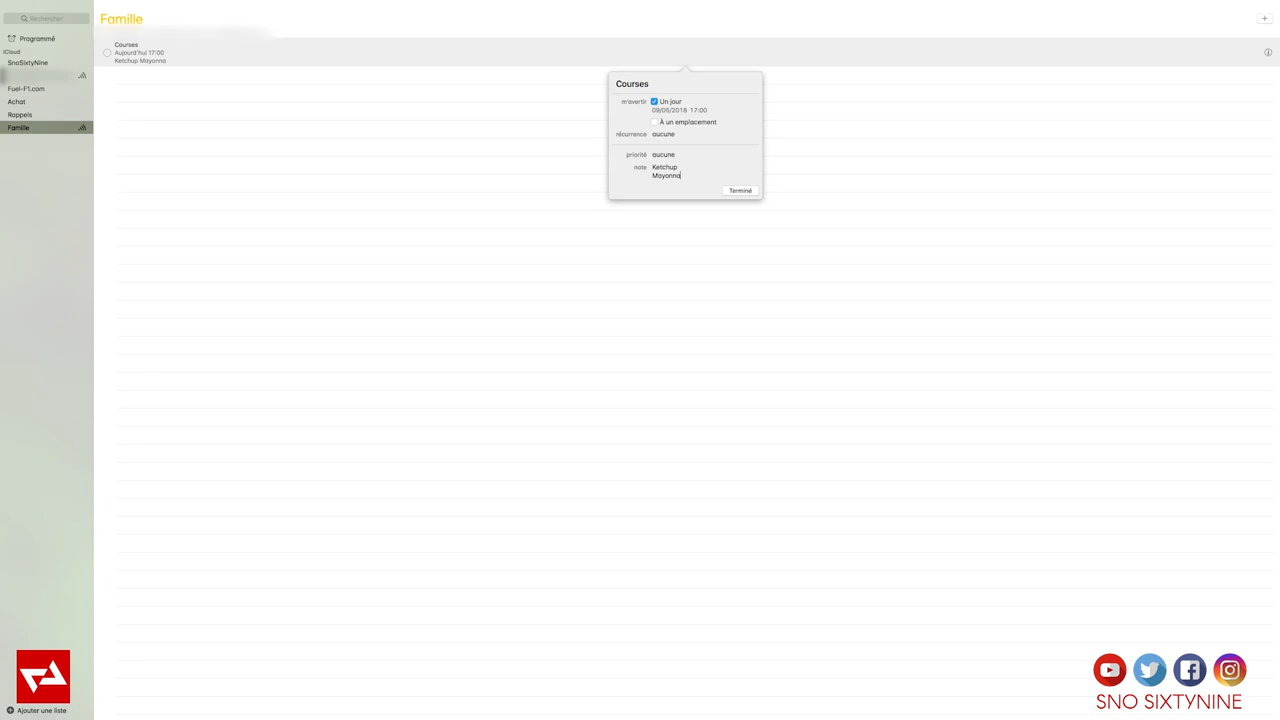 Rechercher
Programmé
iCloud
SnoSixtyNine
Fuel-F1.com
Achat
Rappels
Famille
Ajouter une liste
Famille
Courses
Aujourd'hui 17:00
Ketchup Mayonna
Courses
m'avertir Un jour
09/05/2018 17:00
À un emplacement
récurrence aucune
priorité aucune
note Ketchup
Mayonna
Terminé
SNO SIXTYNINE